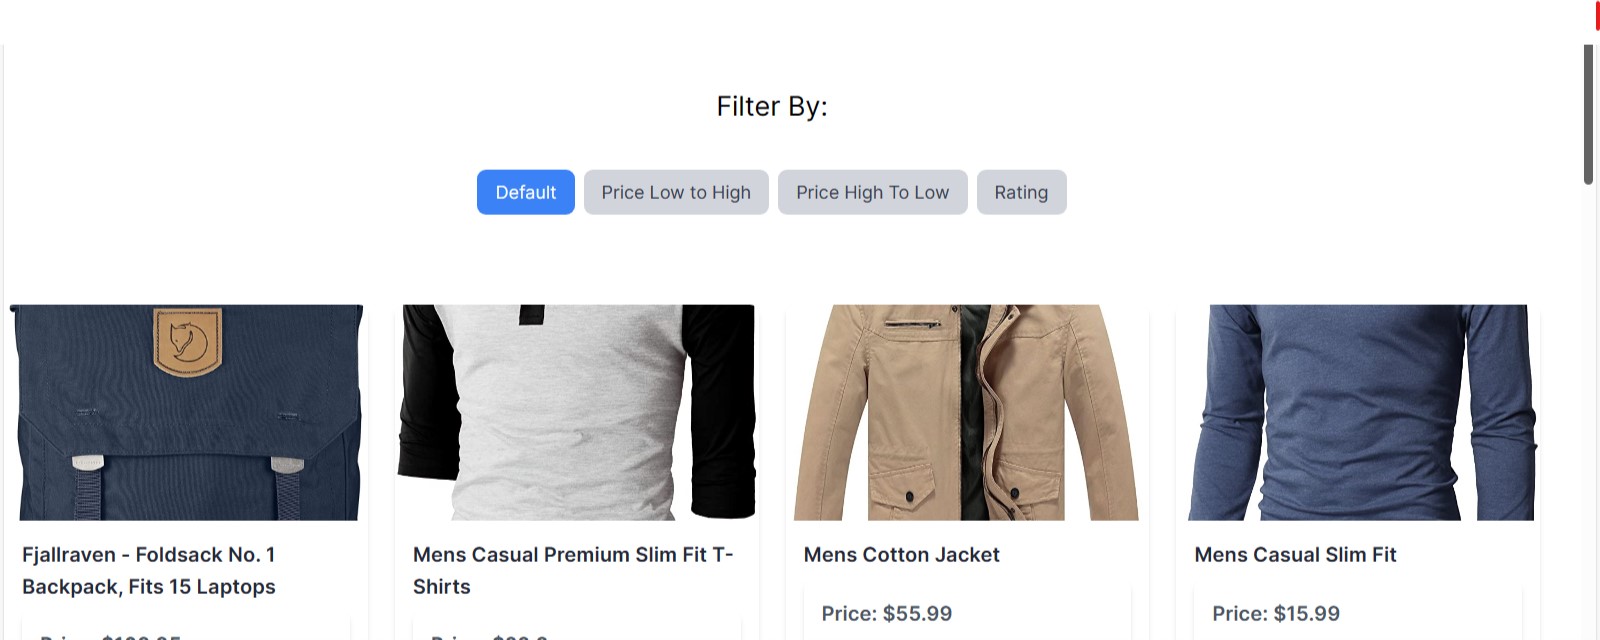 Filter By:
Default
Price Low to High
Price High To Low
Rating
Fjallraven - Foldsack No. 1
Backpack, Fits 15 Laptops
Mens Casual Premium Slim Fit T-
Shirts
Mens Cotton Jacket
Price: $55.99
Mens Casual Slim Fit
Price: $15.99